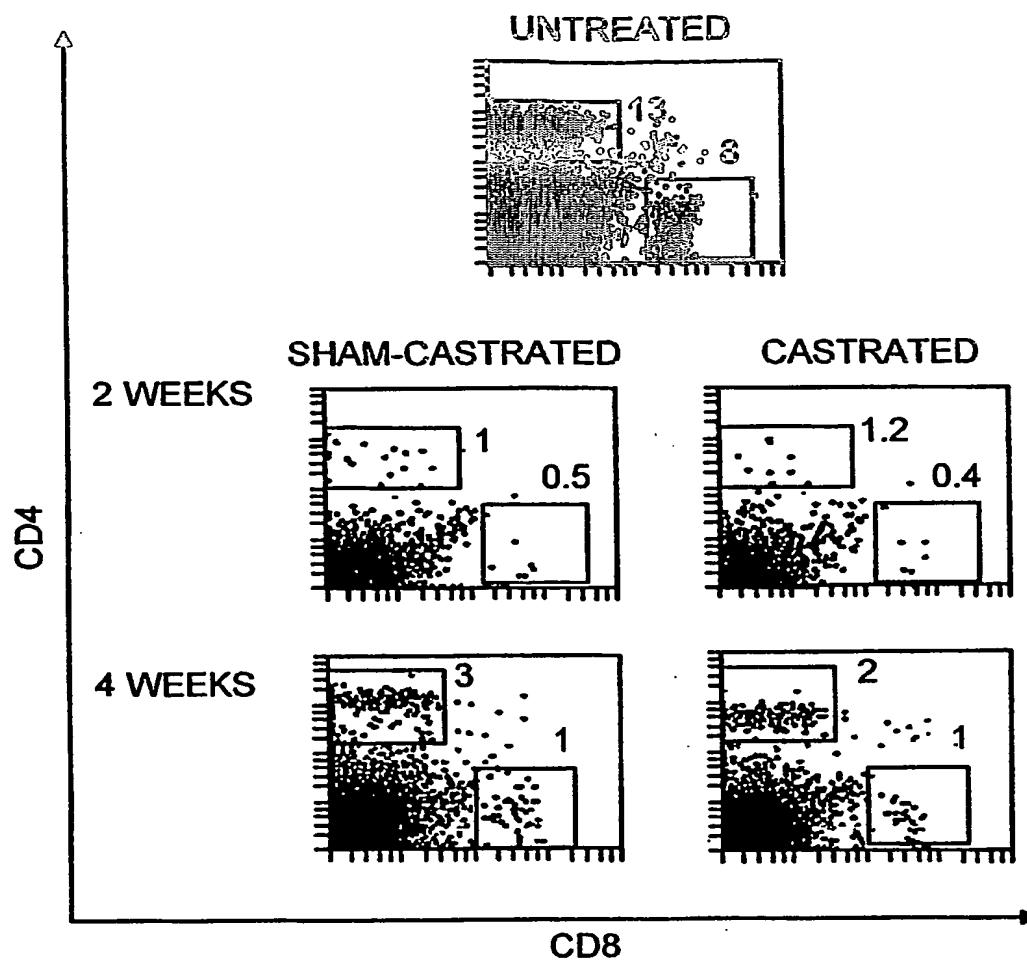 UNTREATED
13
8
SHAM-CASTRATED
CASTRATED
2 WEEKS
1
0.5
1.2
0.4
4 WEEKS
3
1
2
1
CD4
CD8